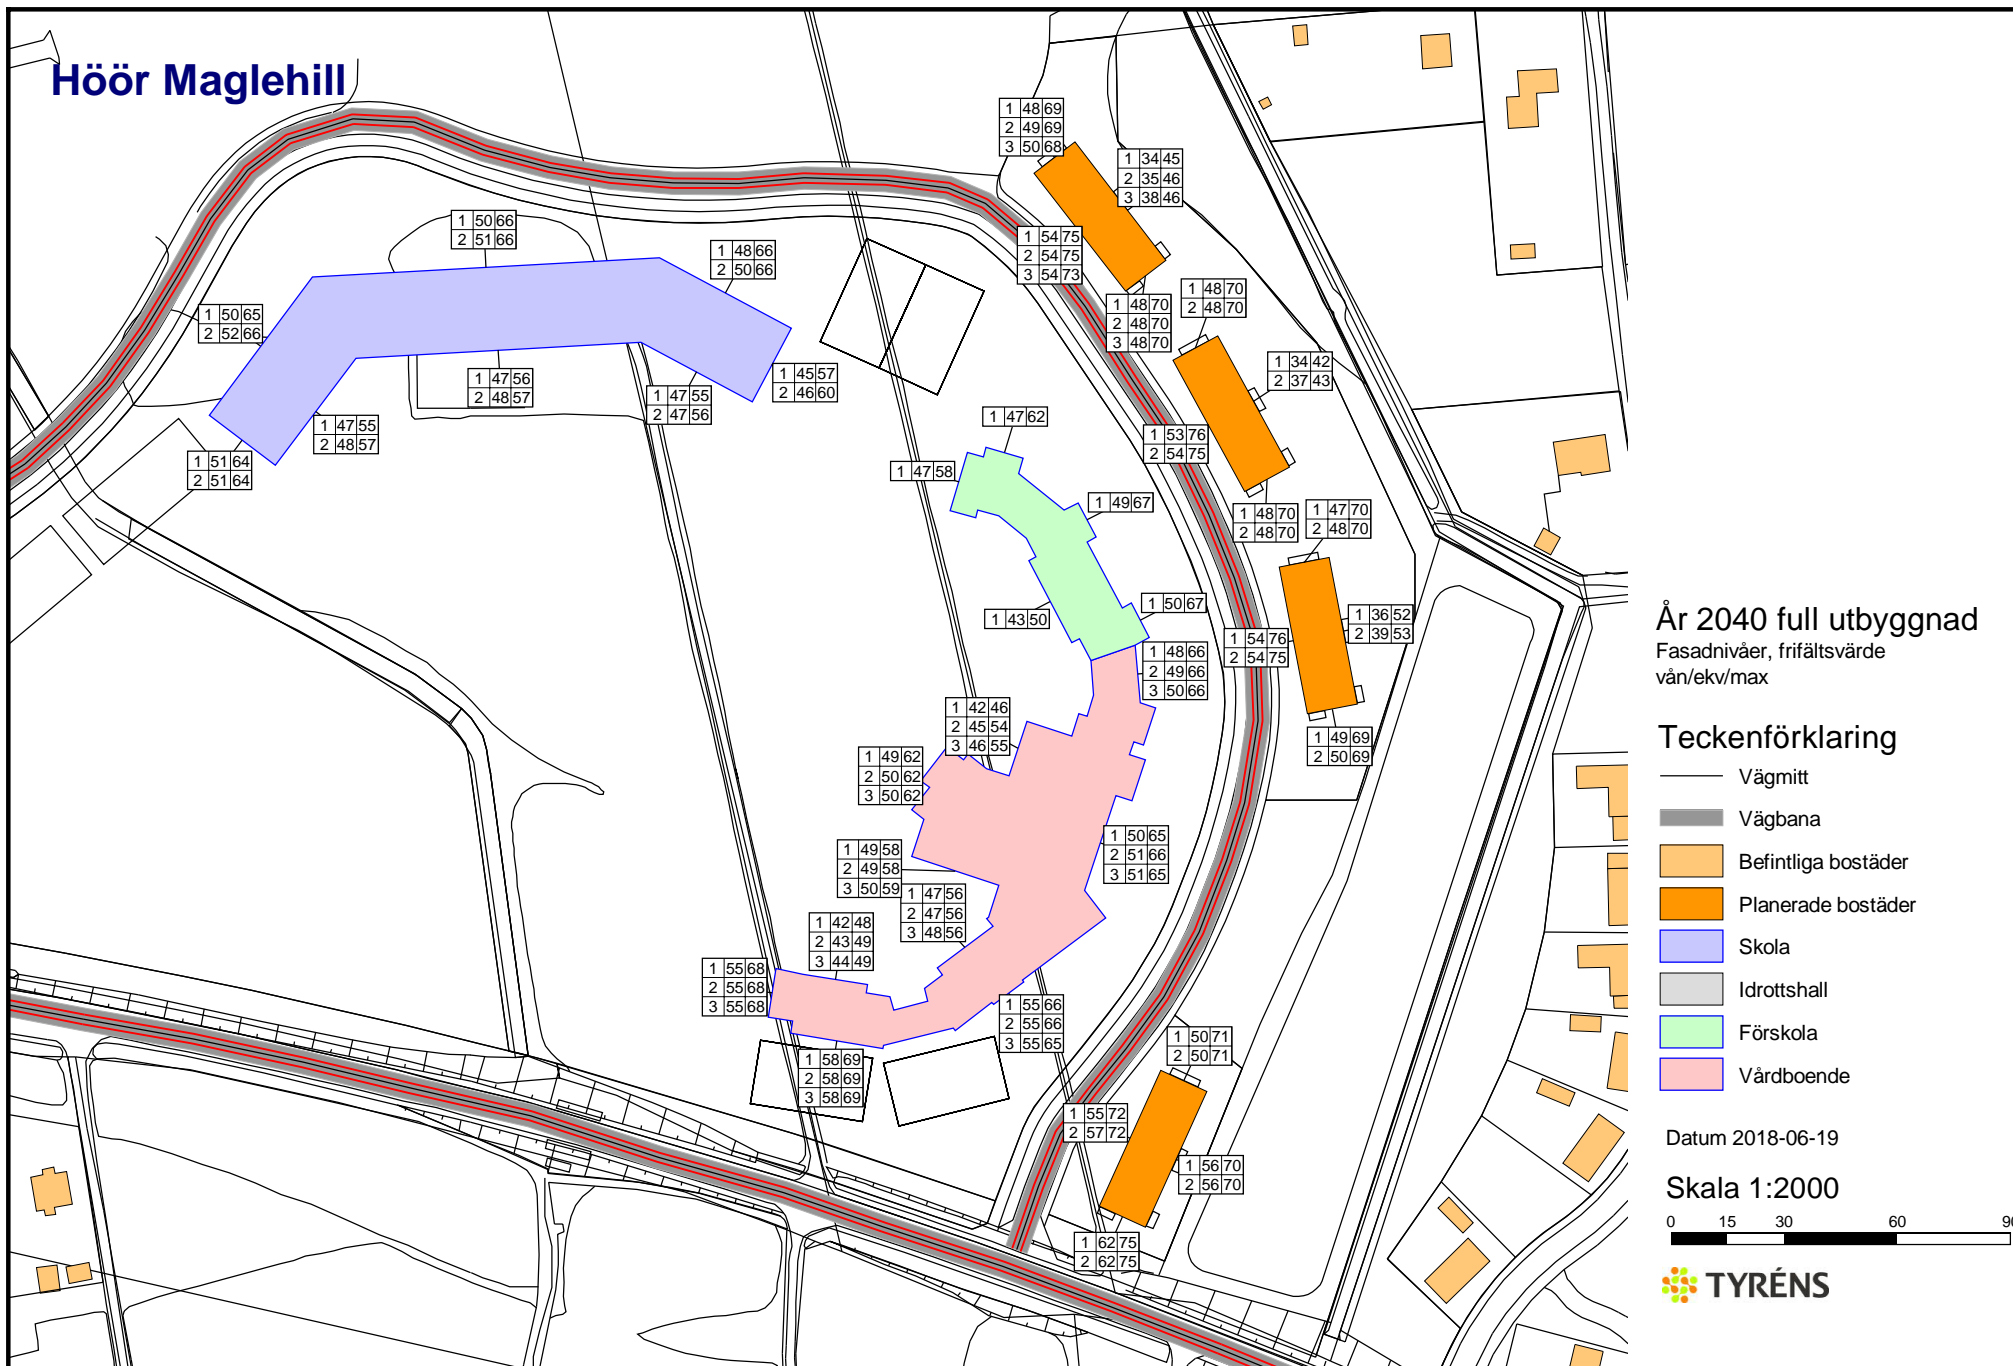 Höör Maglehill
1 48 69
2 49 69
3 50 68
1 34 45
2 35 46
3 38 46
1 50 66
2 51 66
1 48 66
2 50 66
1 54 75
2 54 75
3 54 73
1 48 70
2 48 70
3 48 70
1 48 70
2 48 70
1 50 65
2 52 66
1 34 42
2 37 43
1 47 56
2 48 57
1 47 55
2 47 56
1 45 57
2 46 60
1 47 55
2 48 57
1 51 64
2 51 64
1 47 62
1 47 58
1 53 76
2 54 75
1 49 67
1 48 70
2 48 70
1 47 70
2 48 70
1 43 50
1 50 67
1 36 52
2 39 53
1 54 76
2 54 75
1 48 66
2 49 66
3 50 66
1 42 46
2 45 54
3 46 55
1 49 62
2 50 62
3 50 62
1 49 69
2 50 69
1 50 65
2 51 66
3 51 65
1 49 58
2 49 58
3 50 59
1 47 56
2 47 56
3 48 56
1 42 48
2 43 49
3 44 49
1 55 68
2 55 68
3 55 68
1 55 66
2 55 66
3 55 65
1 58 69
2 58 69
3 58 69
1 50 71
2 50 71
1 55 72
2 57 72
1 56 70
2 56 70
1 62 75
2 62 75
År 2040 full utbyggnad
Fasadnivåer, frifältsvärde
vån/ekv/max
Teckenförklaring
Vägmitt
Vägbana
Befintliga bostäder
Planerade bostäder
Skola
Idrottshall
Förskola
Vårdboende
Datum 2018-06-19
Skala 1:2000
0 15 30 60 90
TYRÉNS